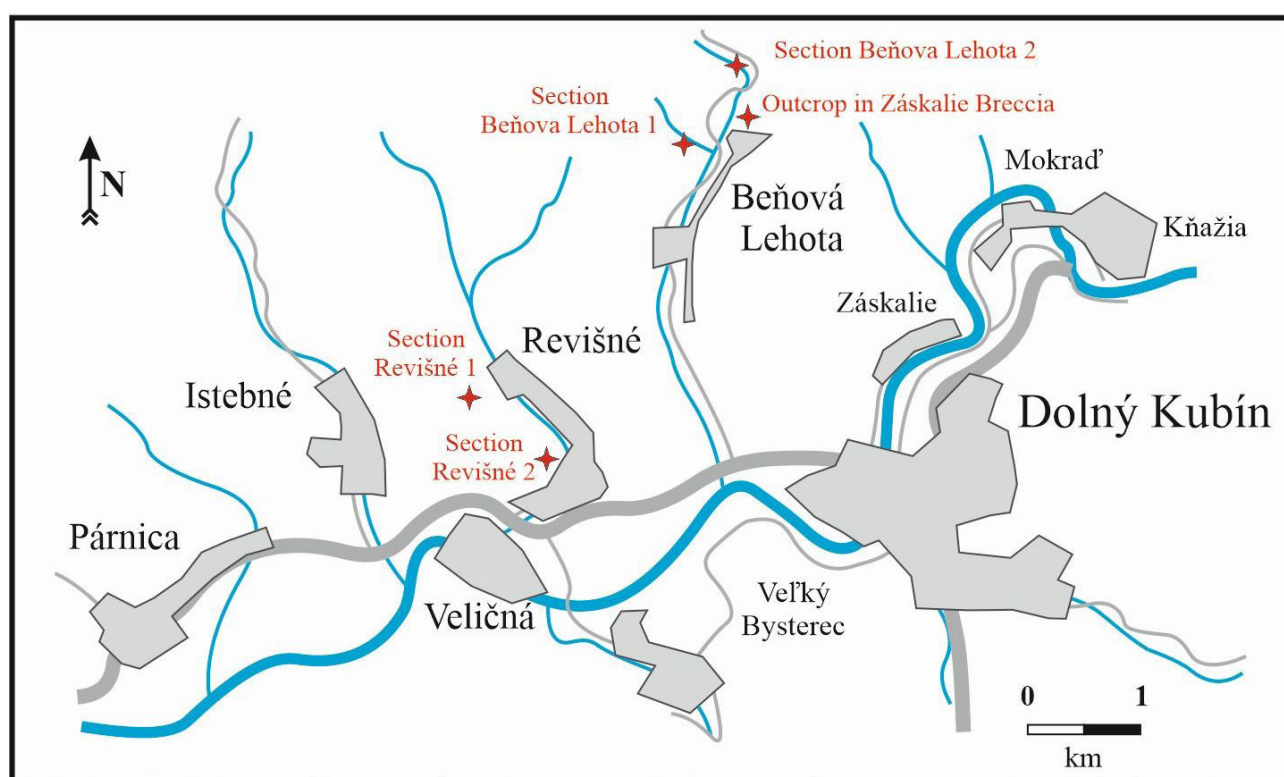 Section Beňova Lehota 2
Section
Beňova Lehota 1
Outcrop in Záskalie Breccia
N
Mokraď
Beňová
Lehota
Kňažia
Záskalie
Section
Revišné 1
Revišné
Istebné
Dolný Kubín
Section
Revišné 2
Párnica
Veličná
Veľký
Bysterec
0 1
km